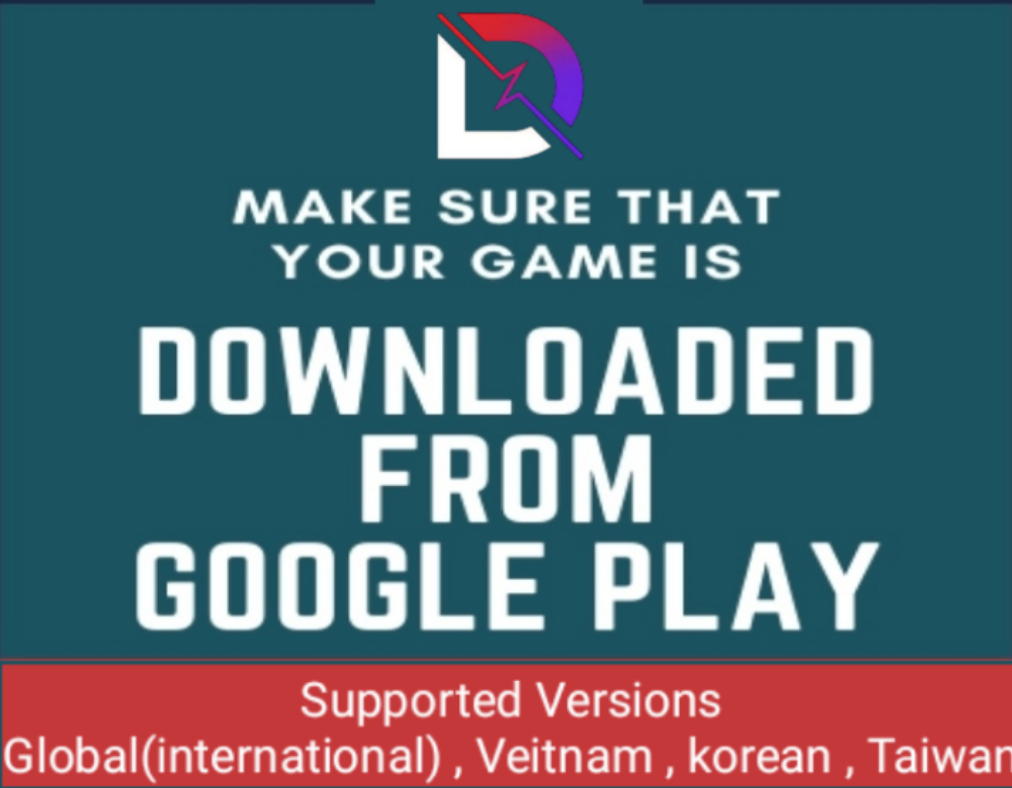 MAKE SURE THAT
YOUR GAME IS
DOWNLOADED
FROM
GOOGLE PLAY
Supported Versions
Global(international) , Veitnam , korean , Taiwan